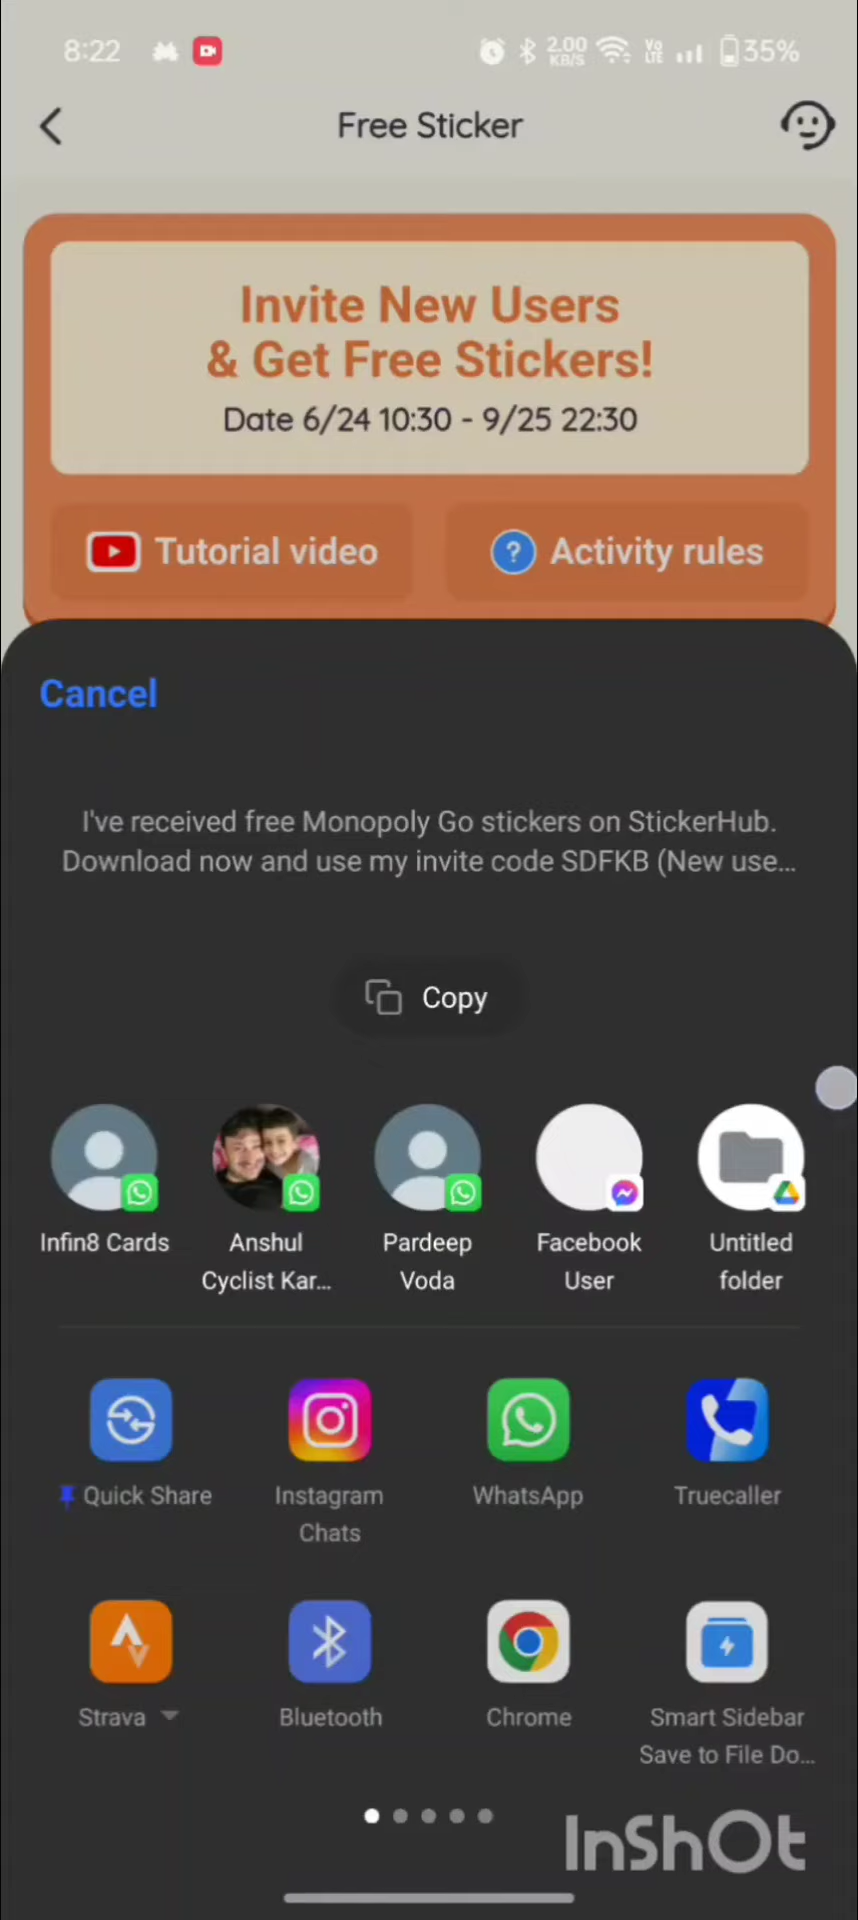 8:22
2.00
KB/S
Vo
LTE
35%
Free Sticker
Invite New Users
& Get Free Stickers!
Date 6/24 10:30 - 9/25 22:30
Tutorial video
? Activity rules
Cancel
I've received free Monopoly Go stickers on StickerHub.
Download now and use my invite code SDFKB (New use...
Copy
Infin8 Cards
Anshul
Cyclist Kar...
Pardeep
Voda
Facebook
User
Untitled
folder
Quick Share
Instagram
Chats
WhatsApp
Truecaller
Strava
Bluetooth
Chrome
Smart Sidebar
Save to File Do...
InShOt